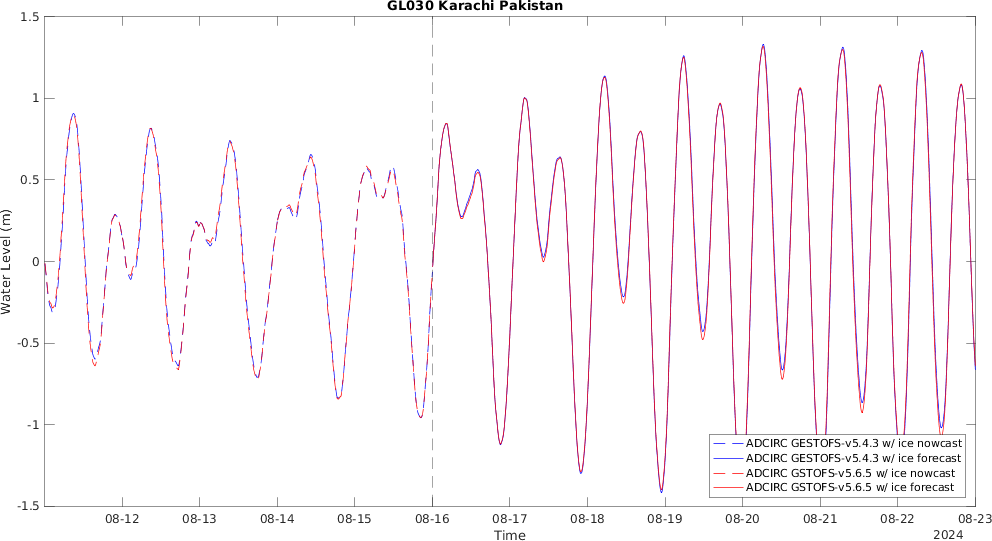 GL030 Karachi Pakistan
1.5
1
0.5
0
-0.5
-1
-1.5
Water Level (m)
ADCIRC GESTOFS-v5.4.3 w/ ice nowcast
ADCIRC GESTOFS-v5.4.3 w/ ice forecast
ADCIRC GSTOFS-v5.6.5 w/ ice nowcast
ADCIRC GSTOFS-v5.6.5 w/ ice forecast
08-12 08-13 08-14 08-15 08-16 08-17 08-18 08-19 08-20 08-21 08-22 08-23
Time
2024